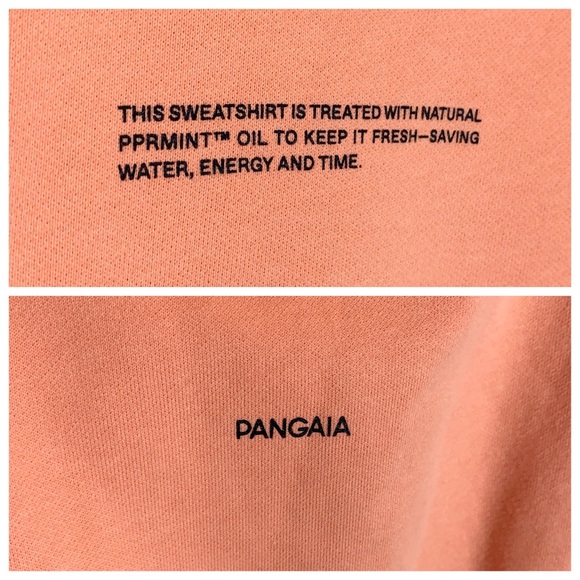 THIS SWEATSHIRT IS TREATED WITH NATURAL
PPRMINT™ OIL TO KEEP IT FRESH—SAVING
WATER, ENERGY AND TIME.
PANGAIA